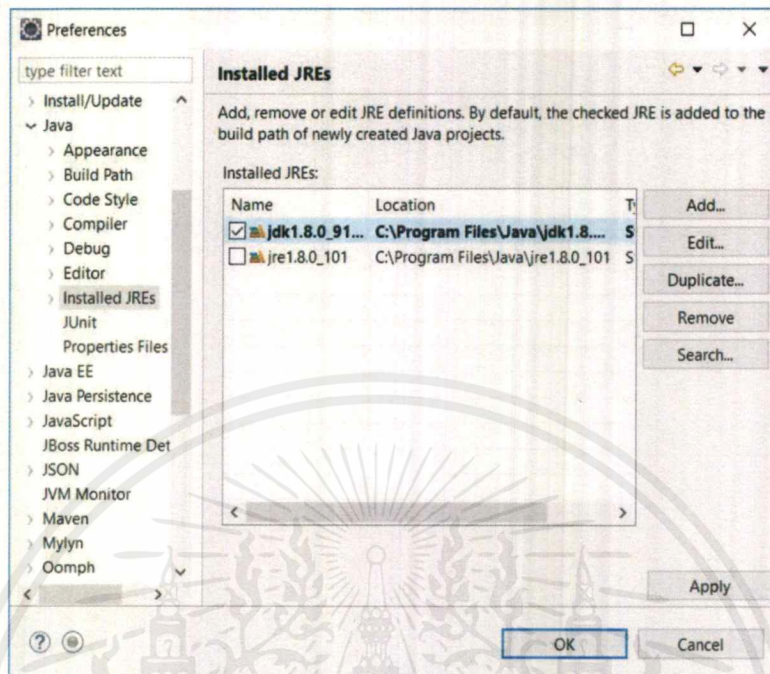 Preferences
type filter text
Install/Update
Java
Appearance
Build Path
Code Style
Compiler
Debug
Editor
Installed JREs
JUnit
Properties Files
Java EE
Java Persistence
JavaScript
JBoss Runtime Det
JSON
JVM Monitor
Maven
Mylyn
Oomph
Installed JREs
Add, remove or edit JRE definitions. By default, the checked JRE is added to the
build path of newly created Java projects.
Installed JREs:
Name Location Ty
jdk1.8.0_91... C:\Program Files\Java\jdk1.8.... S
jre1.8.0_101 C:\Program Files\Java\jre1.8.0_101 S
Add...
Edit...
Duplicate...
Remove
Search...
Apply
OK Cancel